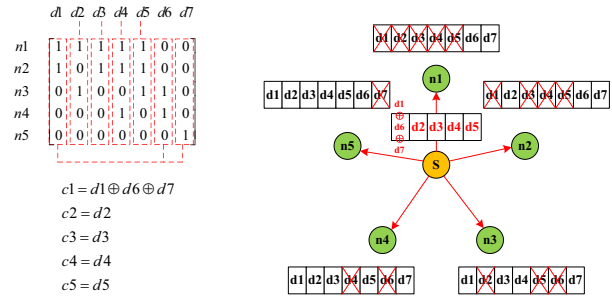 d1 d2 d3 d4 d5 d6 d7
n1 1 1 1 1 1 0 0
n2 1 0 1 1 1 0 0
n3 0 1 0 0 1 1 0
n4 0 0 0 1 0 1 0
n5 0 0 0 0 0 0 1
c1 = d1⊕d6⊕d7
c2 = d2
c3 = d3
c4 = d4
c5 = d5
d1 d2 d3 d4 d5 d6 d7
n1
d1 d2 d3 d4 d5 d6 d7
d1 d2 d3 d4 d5 d6 d7
d1 ⊕ d6 ⊕ d7 d2 d3 d4 d5
n5
n2
S
n4
n3
d1 d2 d3 d4 d5 d6 d7
d1 d2 d3 d4 d5 d6 d7